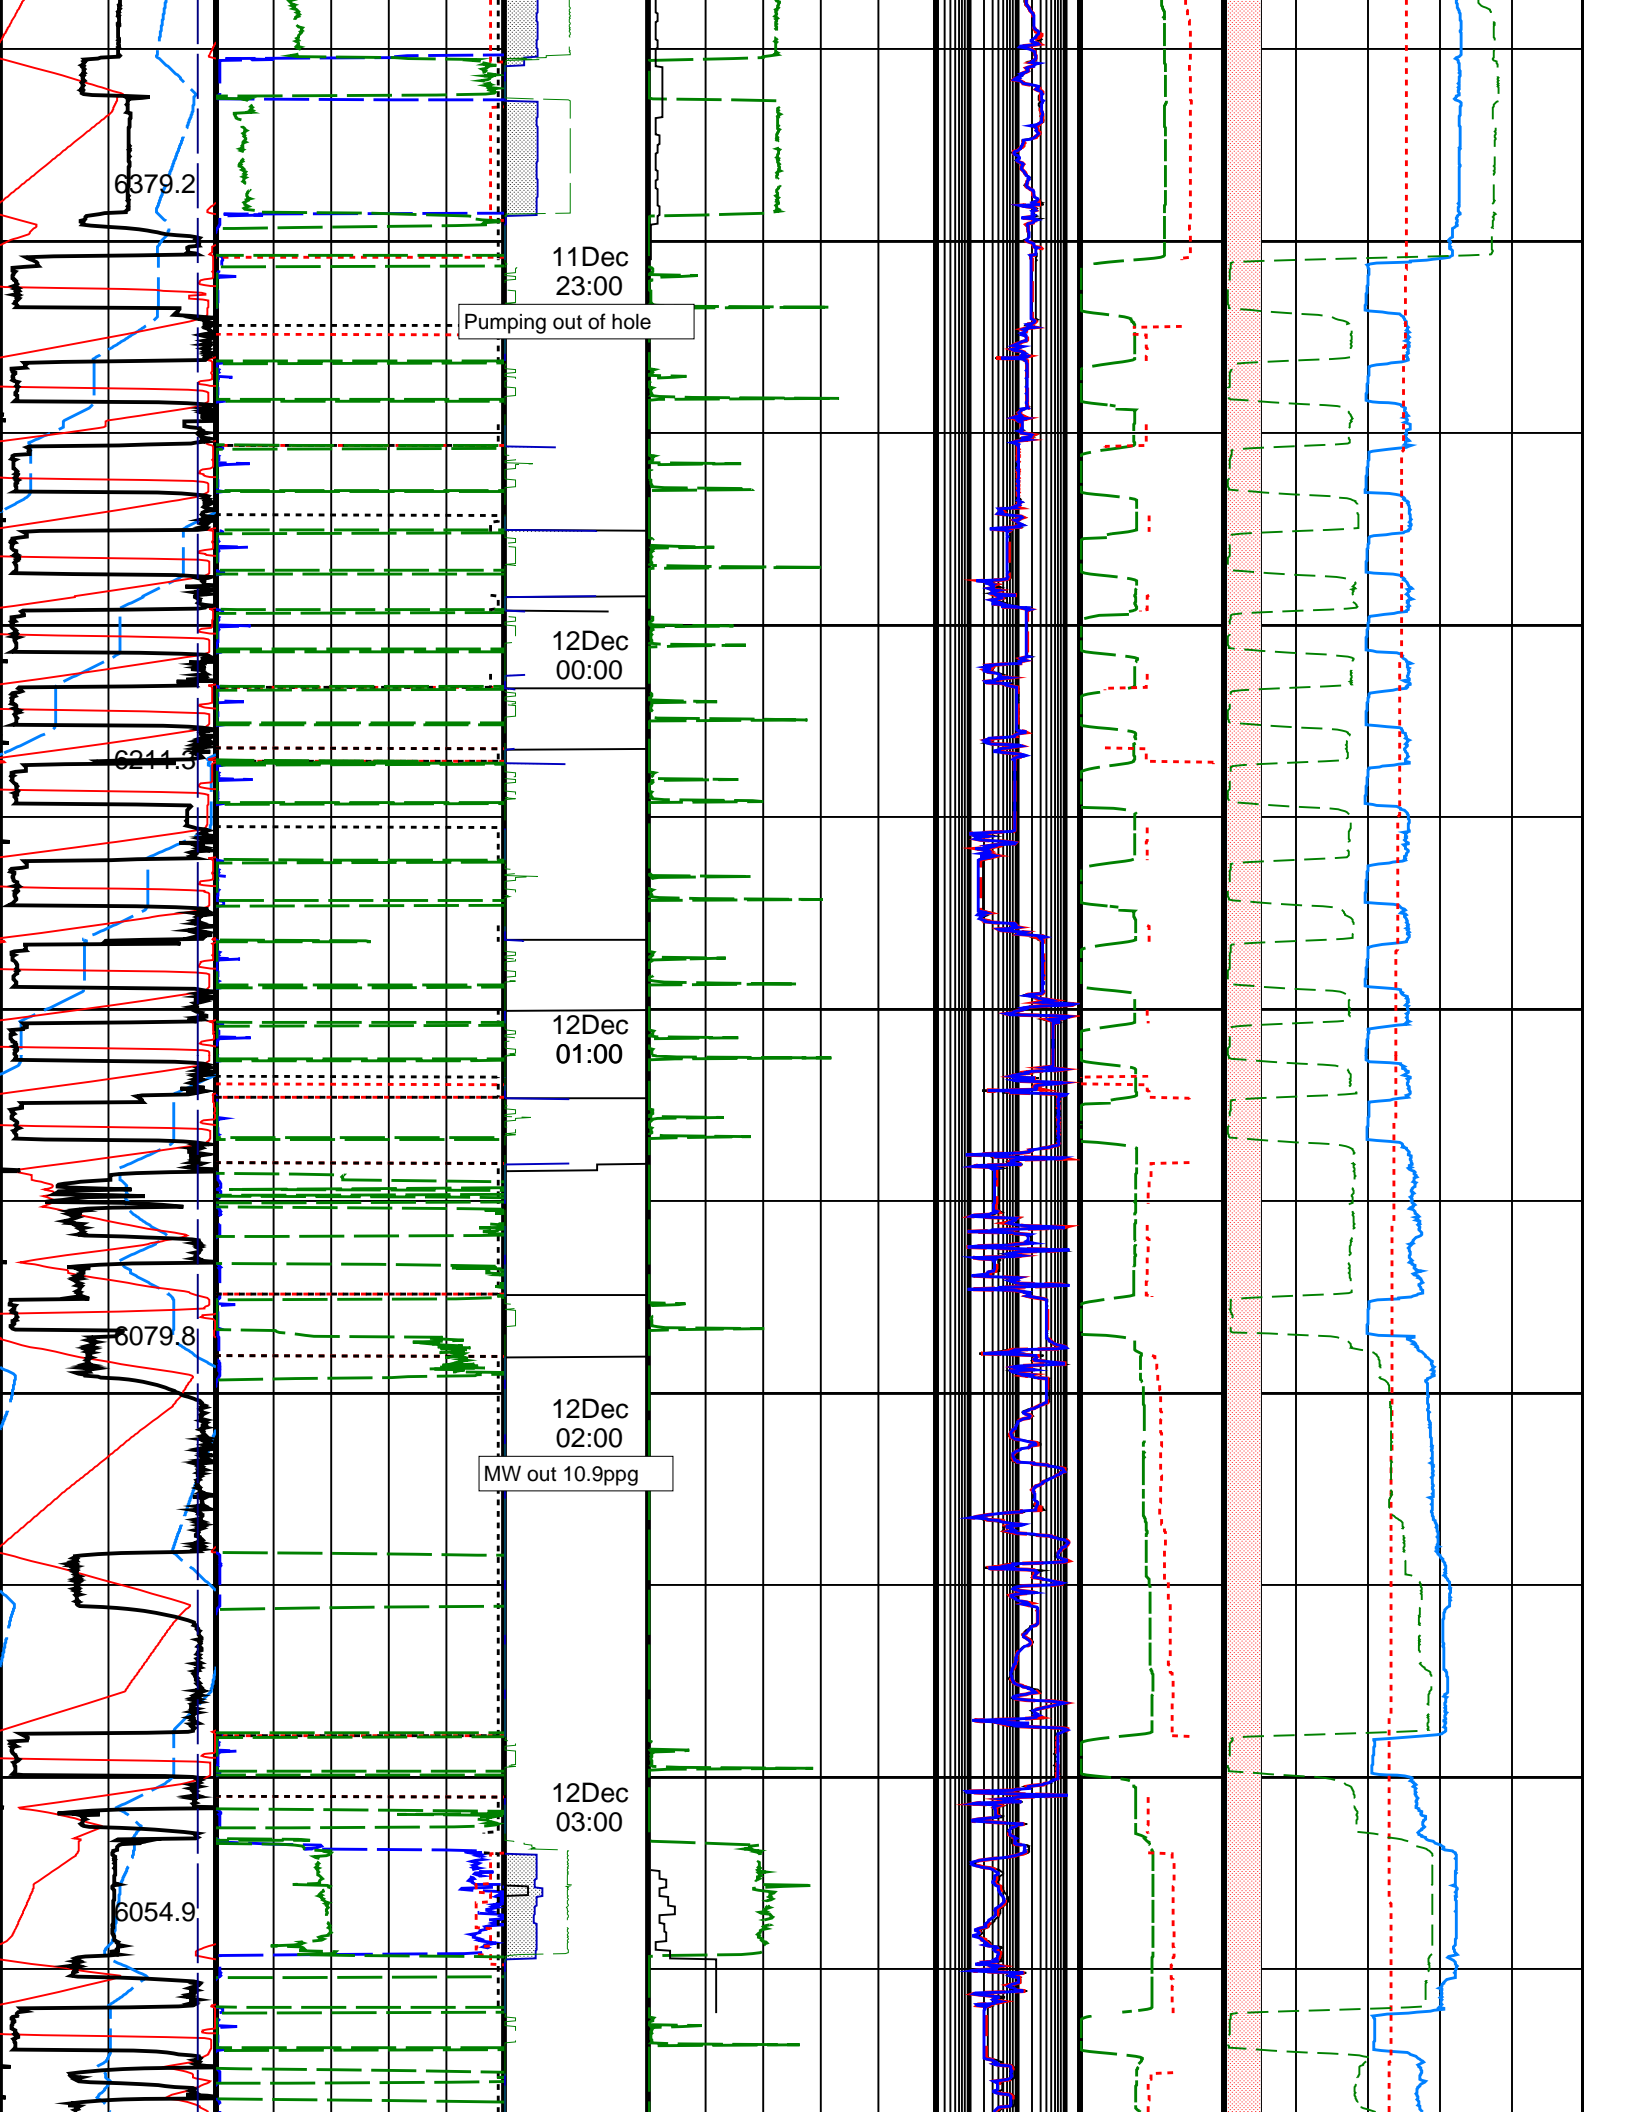 6379.2
11Dec
23:00
Pumping out of hole
12Dec
00:00
6211.3
12Dec
01:00
6079.8
12Dec
02:00
MW out 10.9ppg
12Dec
03:00
6054.9